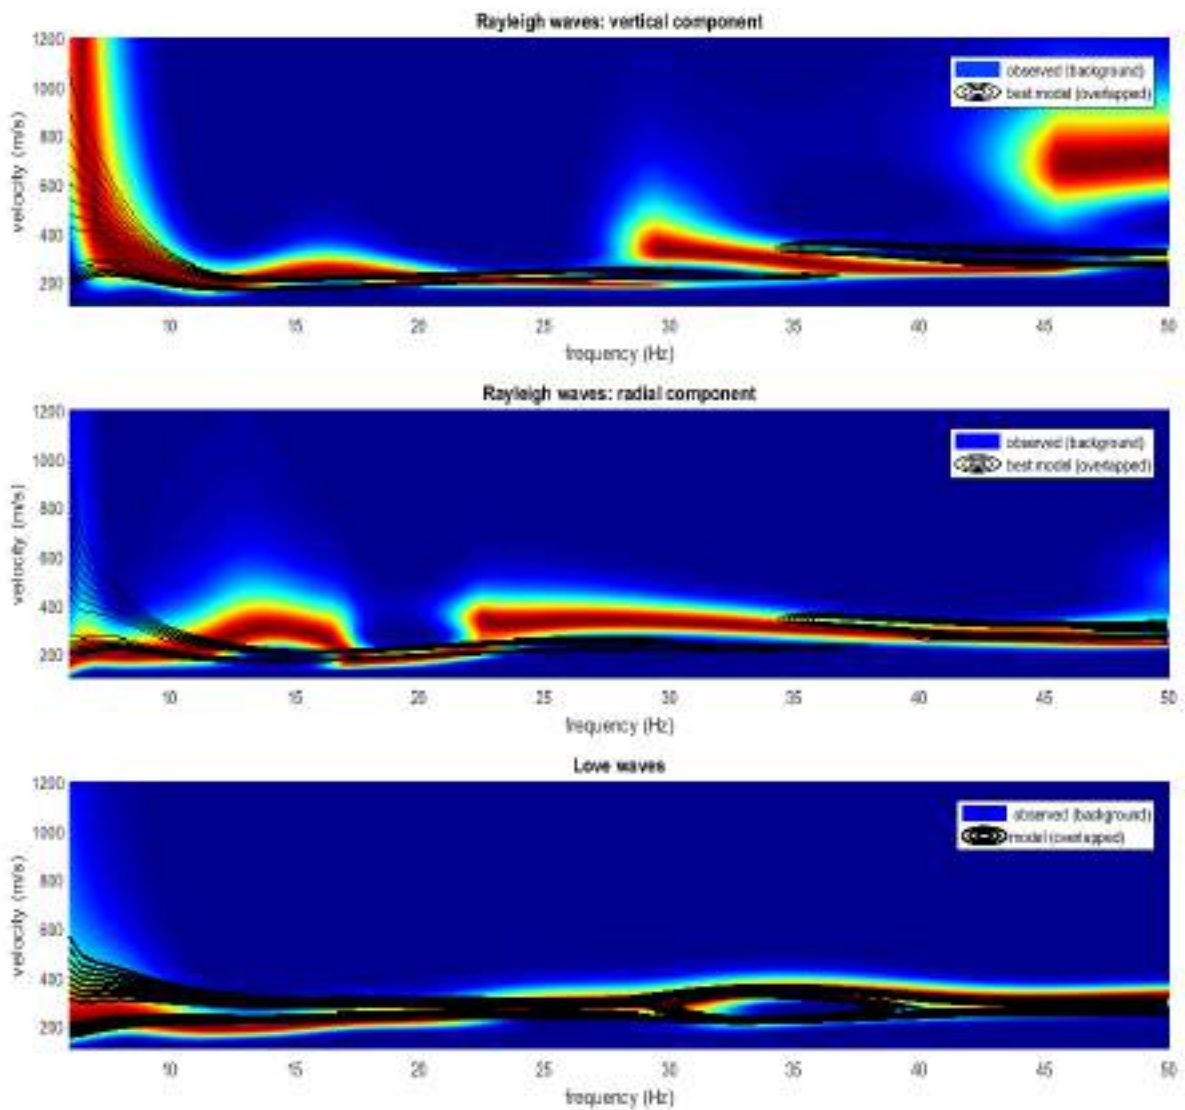 Rayleigh waves: vertical component
1200
1000
800
600
400
200
velocity (m/s)
observed (background)
best model (overlapped)
10 15 20 25 30 35 40 45 50
frequency (Hz)
Rayleigh waves: radial component
1200
1000
800
600
400
200
velocity (m/s)
observed (background)
best model (overlapped)
10 15 20 25 30 35 40 45 50
frequency (Hz)
Love waves
1200
1000
800
600
400
200
velocity (m/s)
observed (background)
model (overlapped)
10 15 20 25 30 35 40 45 50
frequency (Hz)